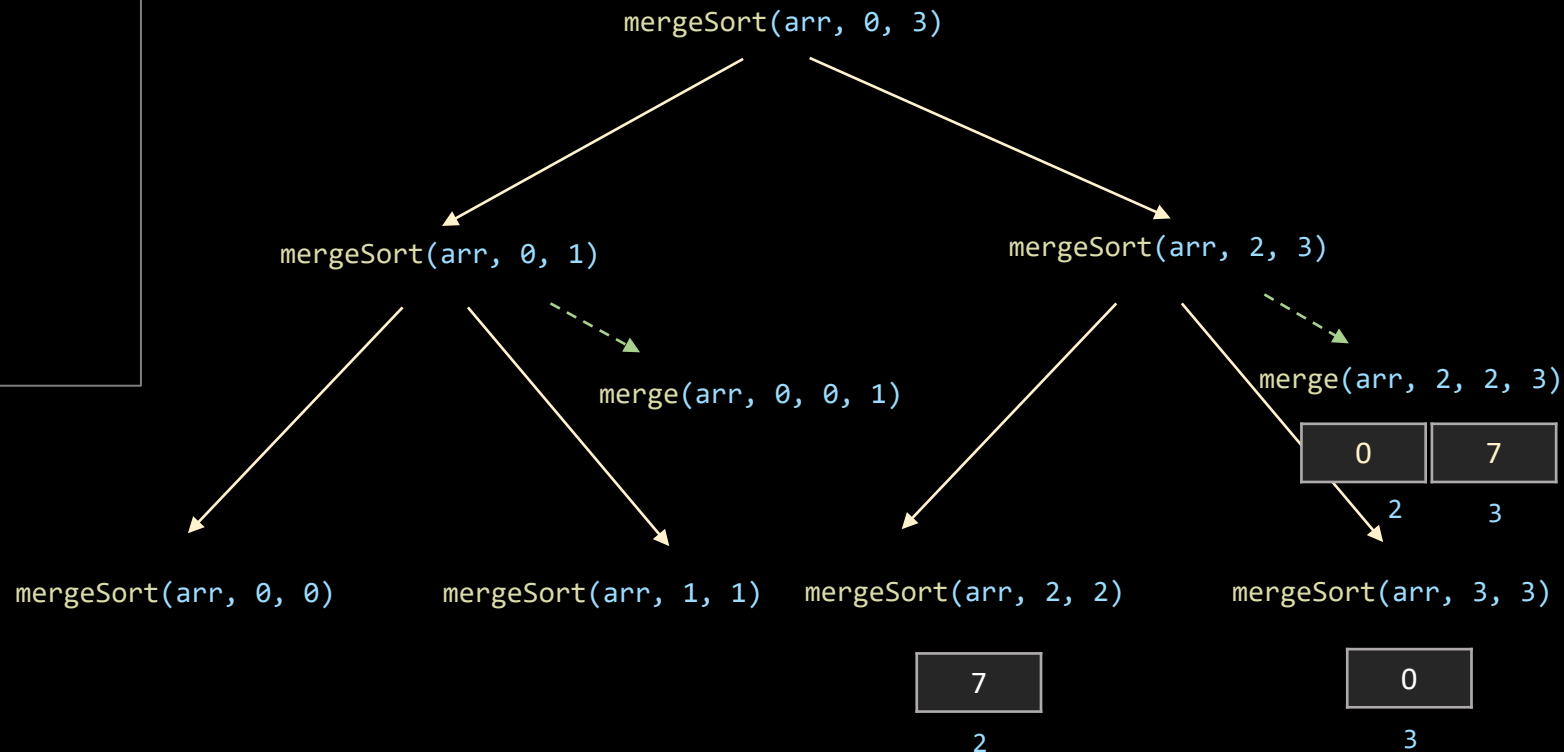 mergeSort(arr, 0, 3)
mergeSort(arr, 0, 1)
mergeSort(arr, 2, 3)
merge(arr, 0, 0, 1)
merge(arr, 2, 2, 3)
0 7
2 3
mergeSort(arr, 0, 0)
mergeSort(arr, 1, 1)
mergeSort(arr, 2, 2)
mergeSort(arr, 3, 3)
7
0
2
3